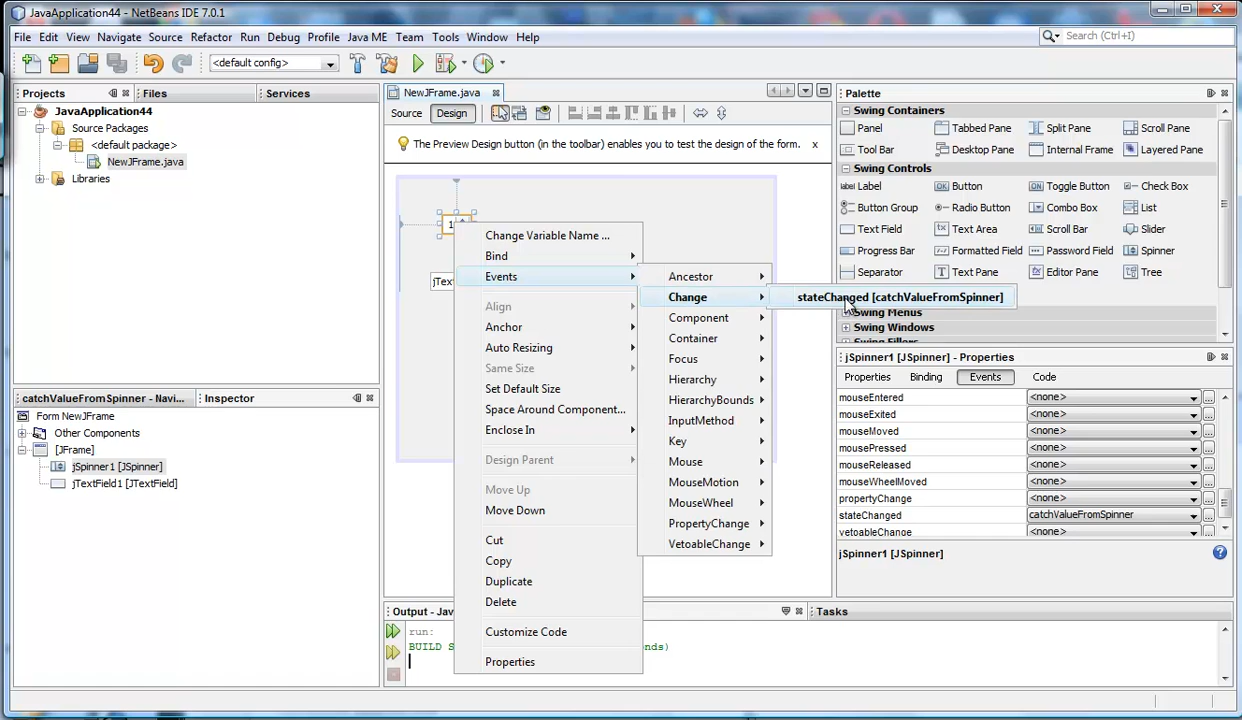 JavaApplication44 - NetBeans IDE 7.0.1
File Edit View Navigate Source Refactor Run Debug Profile Java ME Team Tools Window Help
Search (Ctrl+I)
<default config>
Projects Files Services
JavaApplication44
Source Packages
<default package>
NewJFrame.java
Libraries
catchValueFromSpinner - Navi... Inspector
Form NewJFrame
Other Components
[JFrame]
jSpinner1 [JSpinner]
jTextField1 [JTextField]
NewJFrame.java
Source Design
The Preview Design button (in the toolbar) enables you to test the design of the form. x
1
jTex
Change Variable Name ...
Bind
Events
Align
Anchor
Auto Resizing
Same Size
Set Default Size
Space Around Component...
Enclose In
Design Parent
Move Up
Move Down
Cut
Copy
Duplicate
Delete
Customize Code
Properties
Ancestor
Change
Component
Container
Focus
Hierarchy
HierarchyBounds
InputMethod
Key
Mouse
MouseMotion
MouseWheel
PropertyChange
VetoableChange
stateChanged [catchValueFromSpinner]
Output - Jav
Tasks
run:
BUILD S nds)
Palette
Swing Containers
Panel Tabbed Pane Split Pane Scroll Pane
Tool Bar Desktop Pane Internal Frame Layered Pane
Swing Controls
label Label OK Button ON Toggle Button Check Box
Button Group Radio Button Combo Box List
Text Field Text Area Scroll Bar Slider
Progress Bar Formatted Field Password Field Spinner
Separator Text Pane Editor Pane Tree
Swing Menus
Swing Windows
Swing Fillers
jSpinner1 [JSpinner] - Properties
Properties Binding Events Code
mouseEntered <none> ...
mouseExited <none> ...
mouseMoved <none> ...
mousePressed <none> ...
mouseReleased <none> ...
mouseWheelMoved <none> ...
propertyChange <none> ...
stateChanged catchValueFromSpinner ...
vetoableChange <none> ...
jSpinner1 [JSpinner]